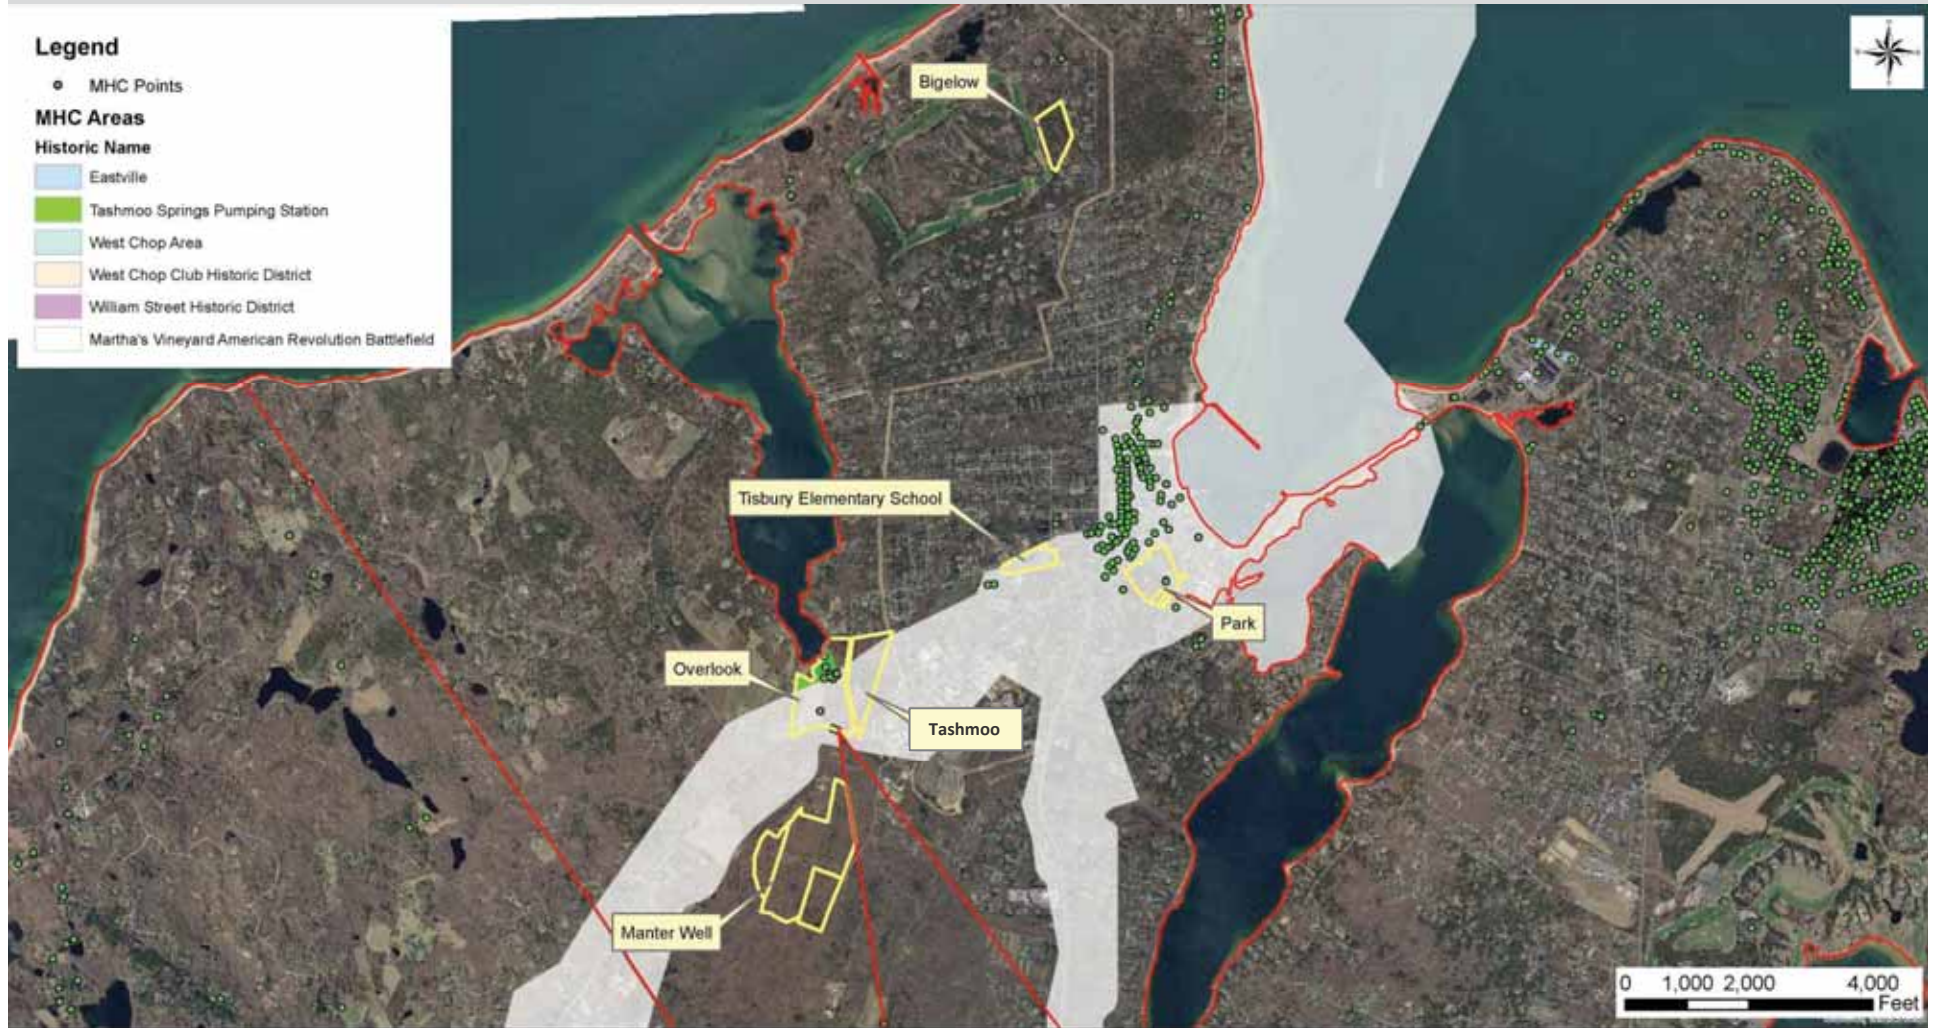 Legend
MHC Points
MHC Areas
Historic Name
Eastville
Tashmoo Springs Pumping Station
West Chop Area
West Chop Club Historic District
William Street Historic District
Martha's Vineyard American Revolution Battlefield
Bigelow
Tisbury Elementary School
Park
Overlook
Tashmoo
Manter Well
0 1,000 2,000 4,000
Feet